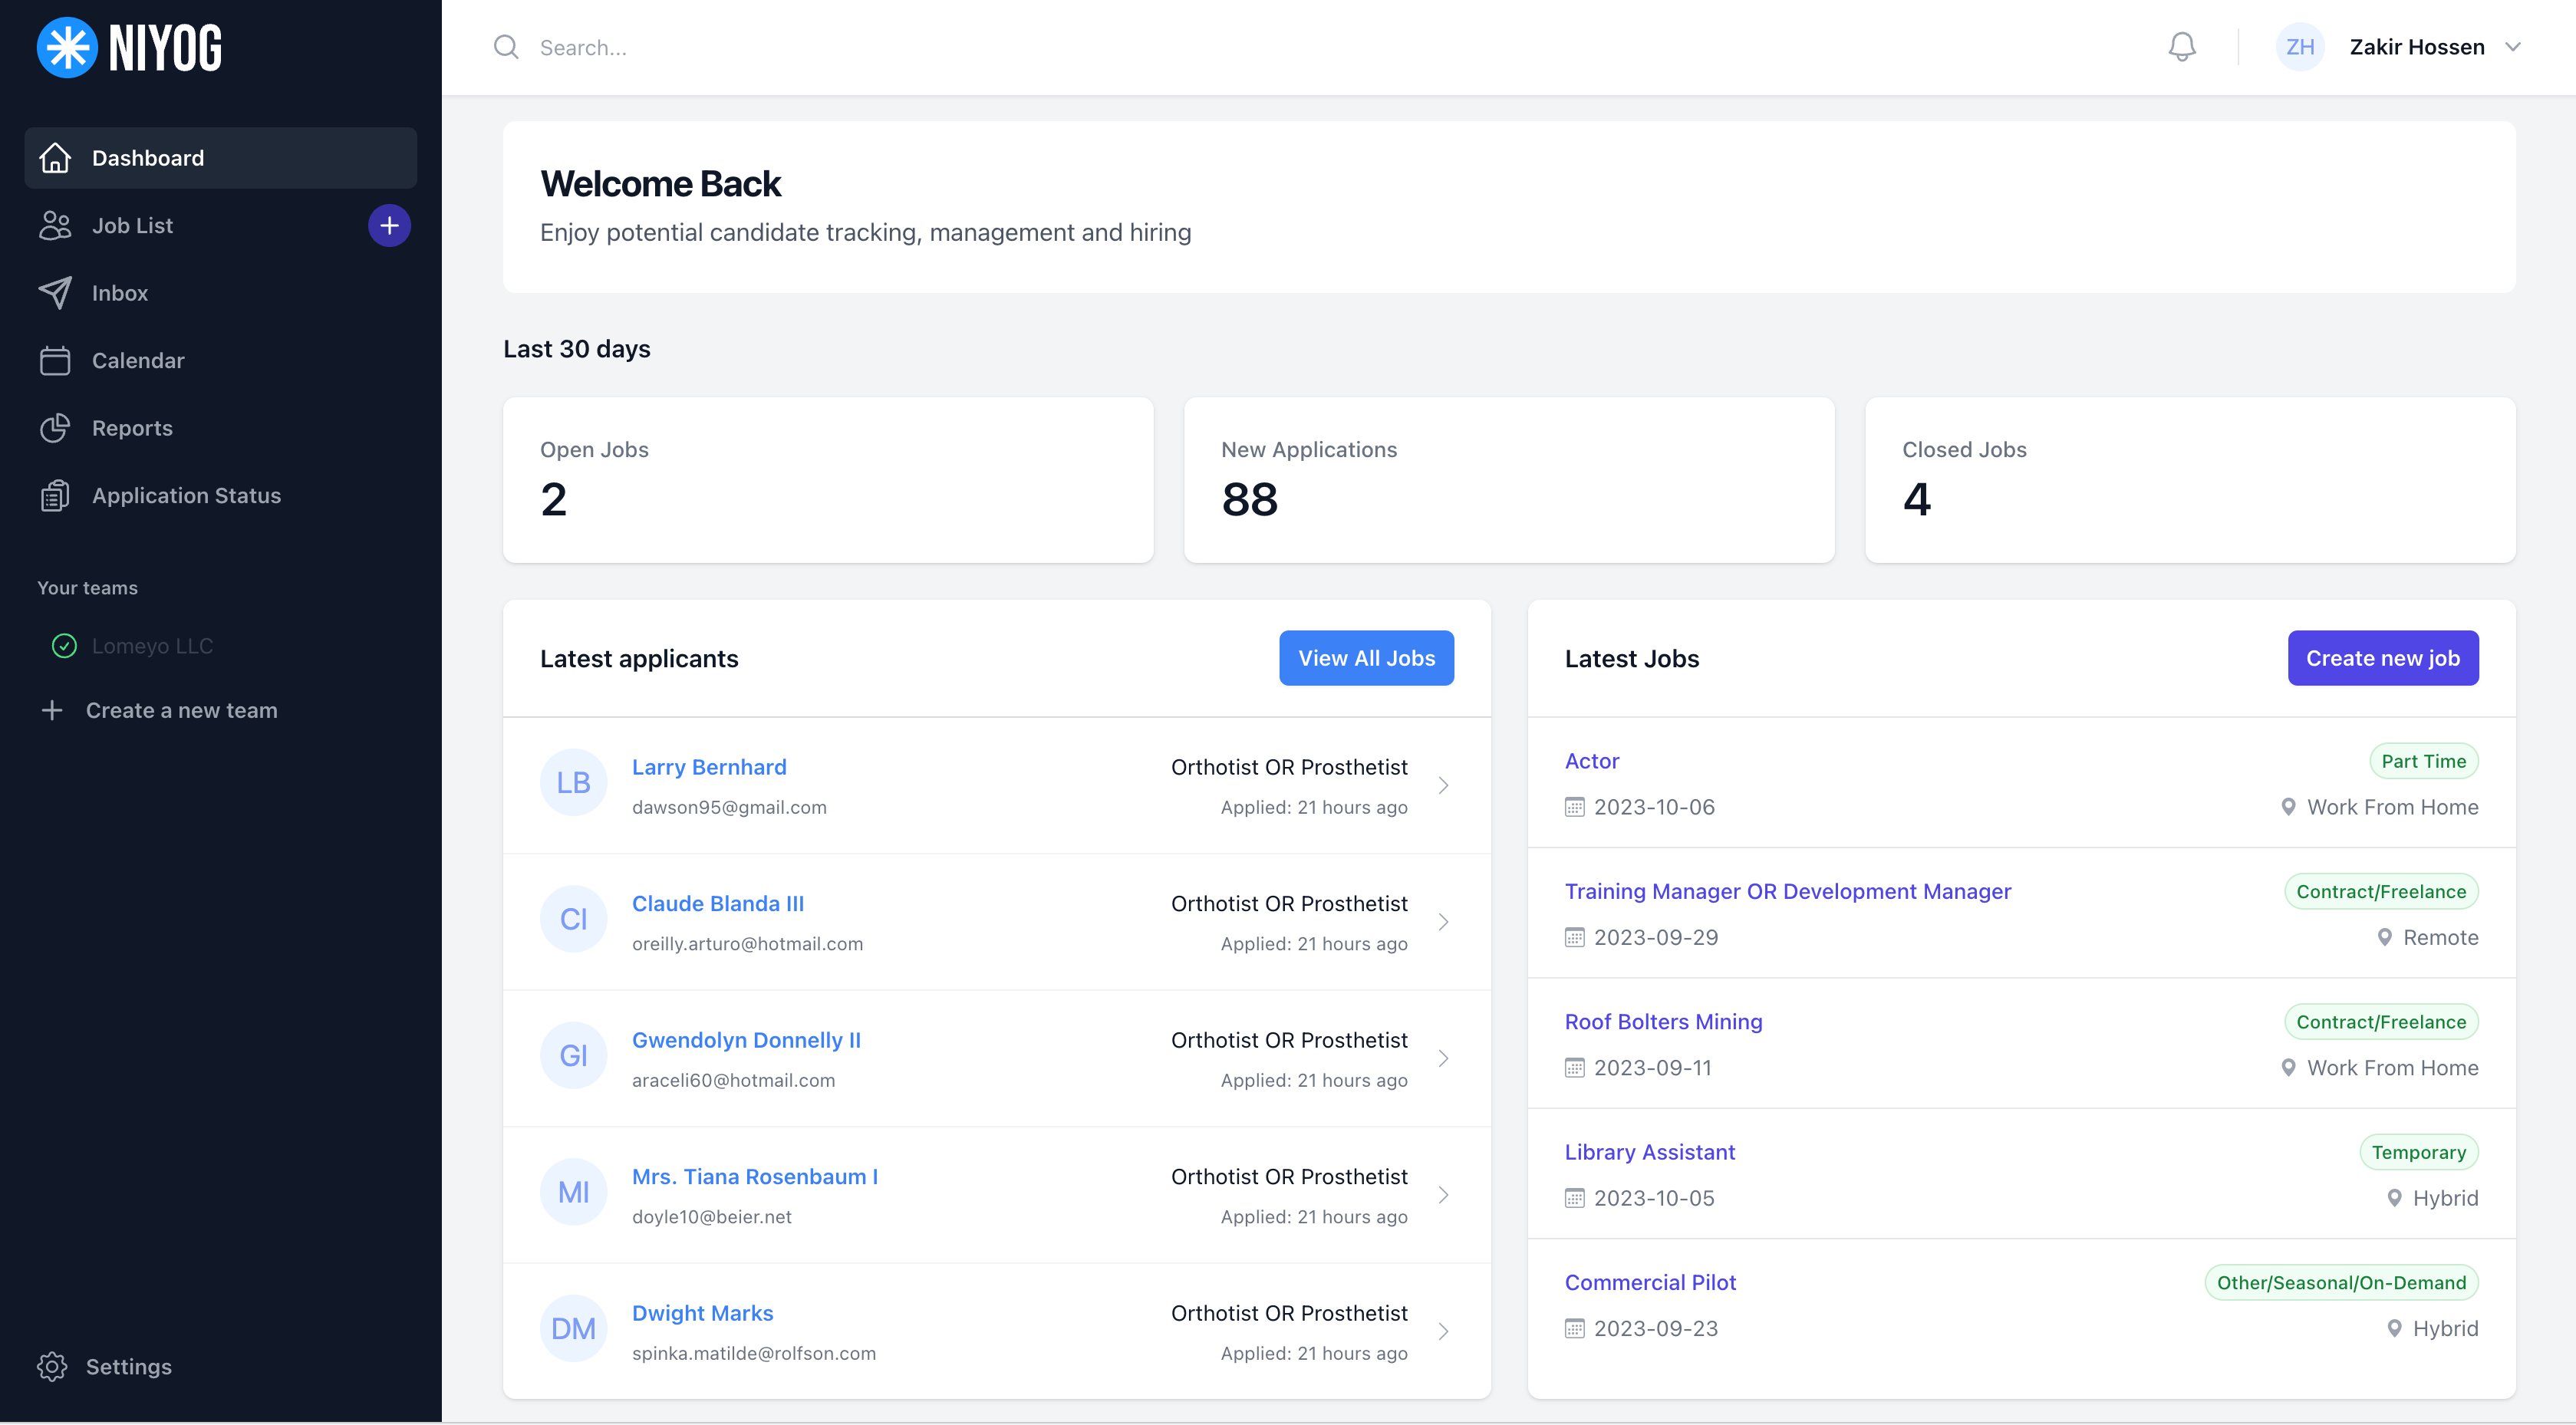 NIYOG
Dashboard
Job List
Inbox
Calendar
Reports
Application Status
Your teams
Lomeyo LLC
Create a new team
Settings
Search...
ZH Zakir Hossen
Welcome Back
Enjoy potential candidate tracking, management and hiring
Last 30 days
Open Jobs
2
New Applications
88
Closed Jobs
4
Latest applicants View All Jobs
LB Larry Bernhard Orthotist OR Prosthetist
dawson95@gmail.com Applied: 21 hours ago
CI Claude Blanda III Orthotist OR Prosthetist
oreilly.arturo@hotmail.com Applied: 21 hours ago
GI Gwendolyn Donnelly II Orthotist OR Prosthetist
araceli60@hotmail.com Applied: 21 hours ago
MI Mrs. Tiana Rosenbaum I Orthotist OR Prosthetist
doyle10@beier.net Applied: 21 hours ago
DM Dwight Marks Orthotist OR Prosthetist
spinka.matilde@rolfson.com Applied: 21 hours ago
Latest Jobs Create new job
Actor Part Time
2023-10-06 Work From Home
Training Manager OR Development Manager Contract/Freelance
2023-09-29 Remote
Roof Bolters Mining Contract/Freelance
2023-09-11 Work From Home
Library Assistant Temporary
2023-10-05 Hybrid
Commercial Pilot Other/Seasonal/On-Demand
2023-09-23 Hybrid